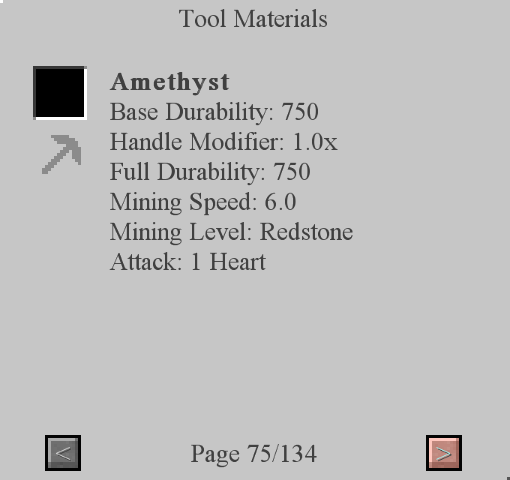 Tool Materials
Amethyst
Base Durability: 750
Handle Modifier: 1.0x
Full Durability: 750
Mining Speed: 6.0
Mining Level: Redstone
Attack: 1 Heart
< Page 75/134 >